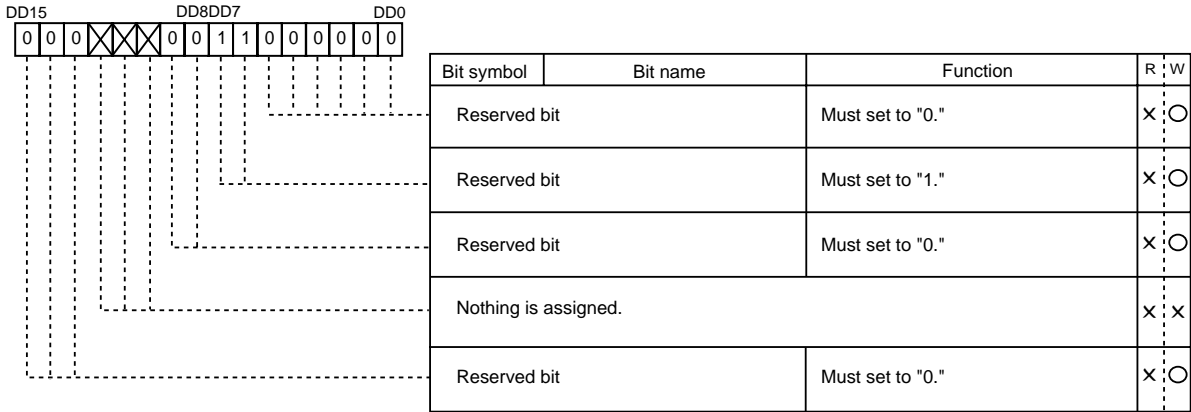 DD15 DD8DD7 DD0
0 0 0 X X X 0 0 1 1 0 0 0 0 0 0
Bit symbol Bit name Function R W
Reserved bit Must set to "0." X O
Reserved bit Must set to "1." X O
Reserved bit Must set to "0." X O
Nothing is assigned. X X
Reserved bit Must set to "0." X O